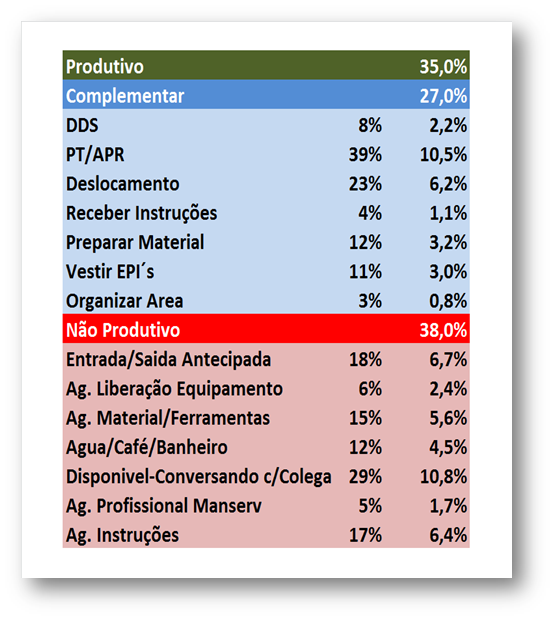 Produtivo 35,0%
Complementar 27,0%
DDS 8% 2,2%
PT/APR 39% 10,5%
Deslocamento 23% 6,2%
Receber Instruções 4% 1,1%
Preparar Material 12% 3,2%
Vestir EPI´s 11% 3,0%
Organizar Area 3% 0,8%
Não Produtivo 38,0%
Entrada/Saida Antecipada 18% 6,7%
Ag. Liberação Equipamento 6% 2,4%
Ag. Material/Ferramentas 15% 5,6%
Agua/Café/Banheiro 12% 4,5%
Disponivel-Conversando c/Colega 29% 10,8%
Ag. Profissional Manserv 5% 1,7%
Ag. Instruções 17% 6,4%